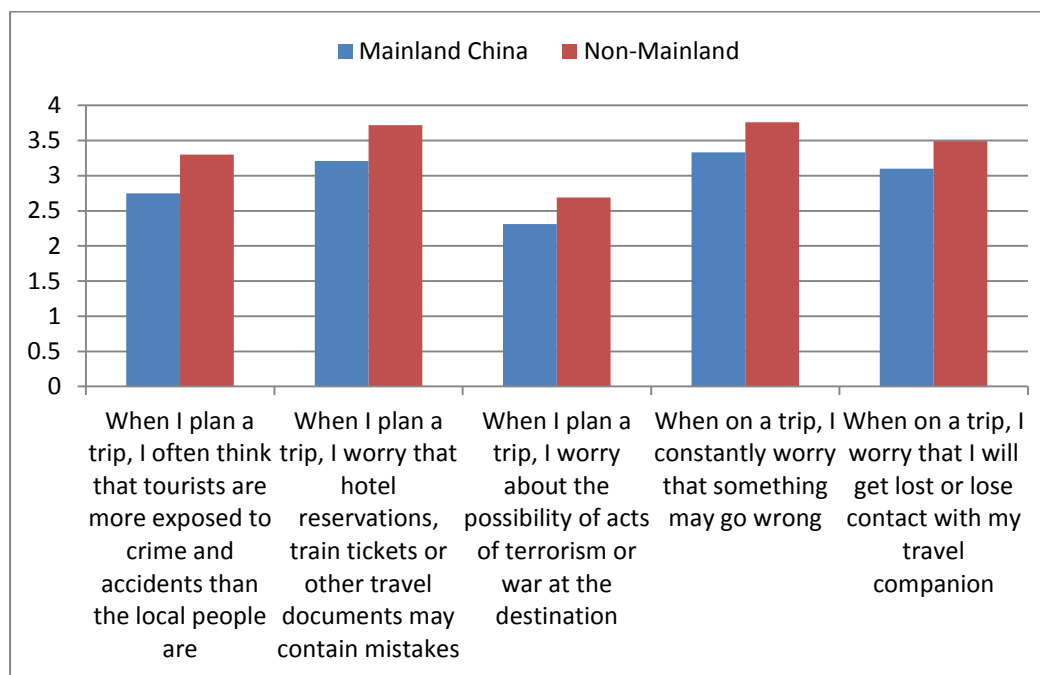 Mainland China
Non-Mainland
4
3.5
3
2.5
2
1.5
1
0.5
0
When I plan a
trip, I often think
that tourists are
more exposed to
crime and
accidents than
the local people
are
When I plan a
trip, I worry that
hotel
reservations,
train tickets or
other travel
documents may
contain mistakes
When I plan a
trip, I worry
about the
possibility of acts
of terrorism or
war at the
destination
When on a trip, I
constantly worry
that something
may go wrong
When on a trip, I
worry that I will
get lost or lose
contact with my
travel
companion